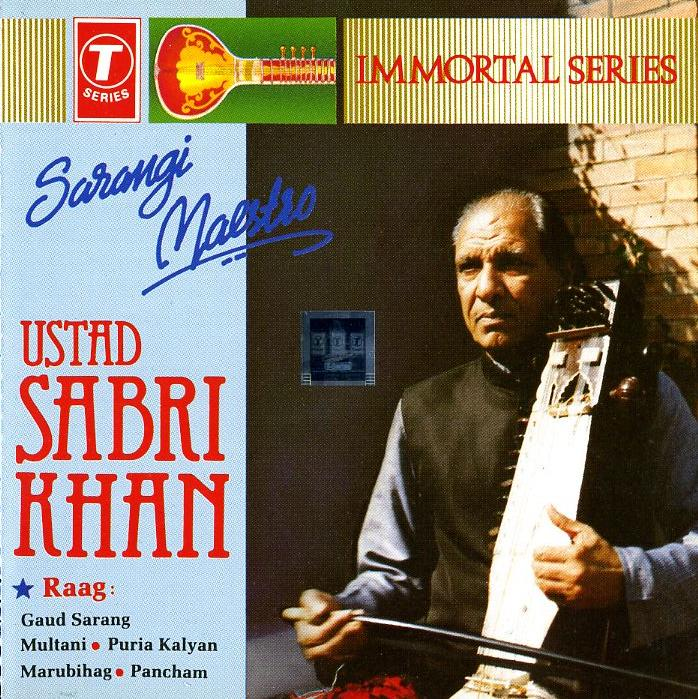 T
SERIES
IMMORTAL SERIES
Sarangi
Maestro
USTAD
SABRI
KHAN
★ Raag:
Gaud Sarang
Multani • Puria Kalyan
Marubihag • Pancham